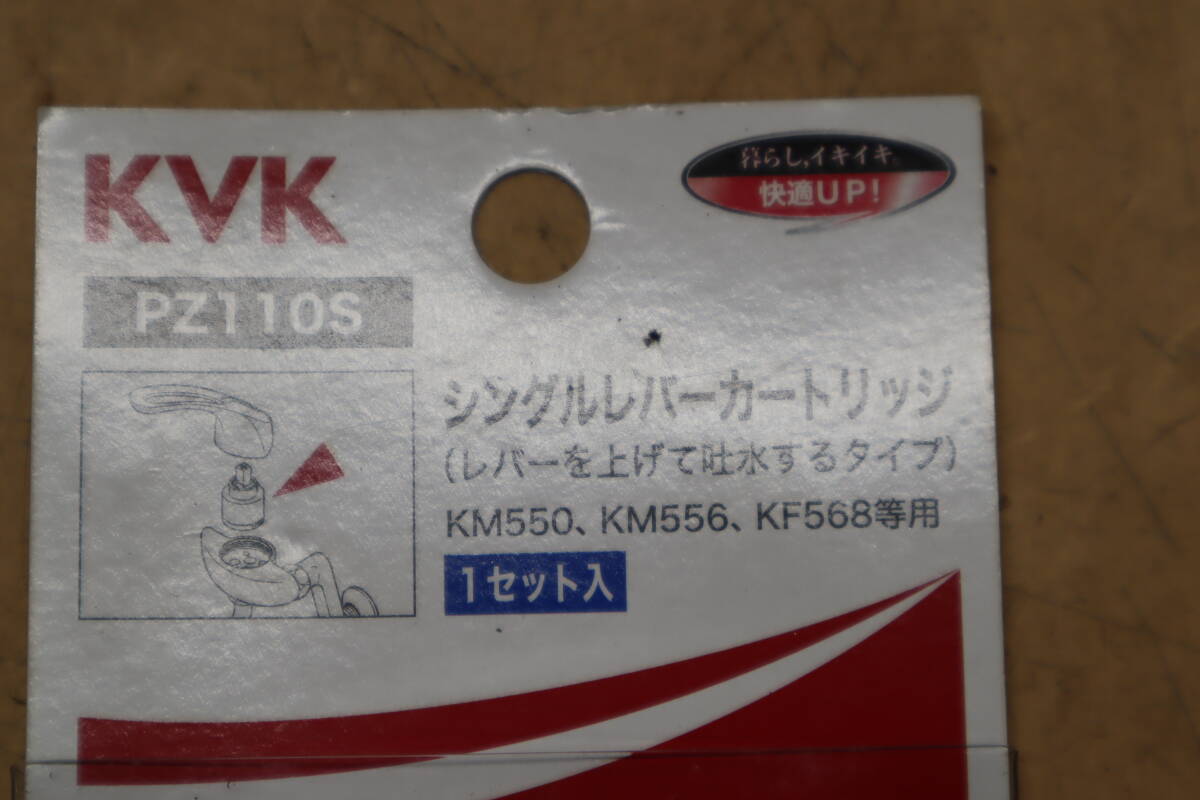 KVK
暮らし、イキイキ。
快適UP!
PZ110S
シングルレバーカートリッジ
(レバーを上げて吐水するタイプ)
KM550、KM556、KF568等用
1セット入